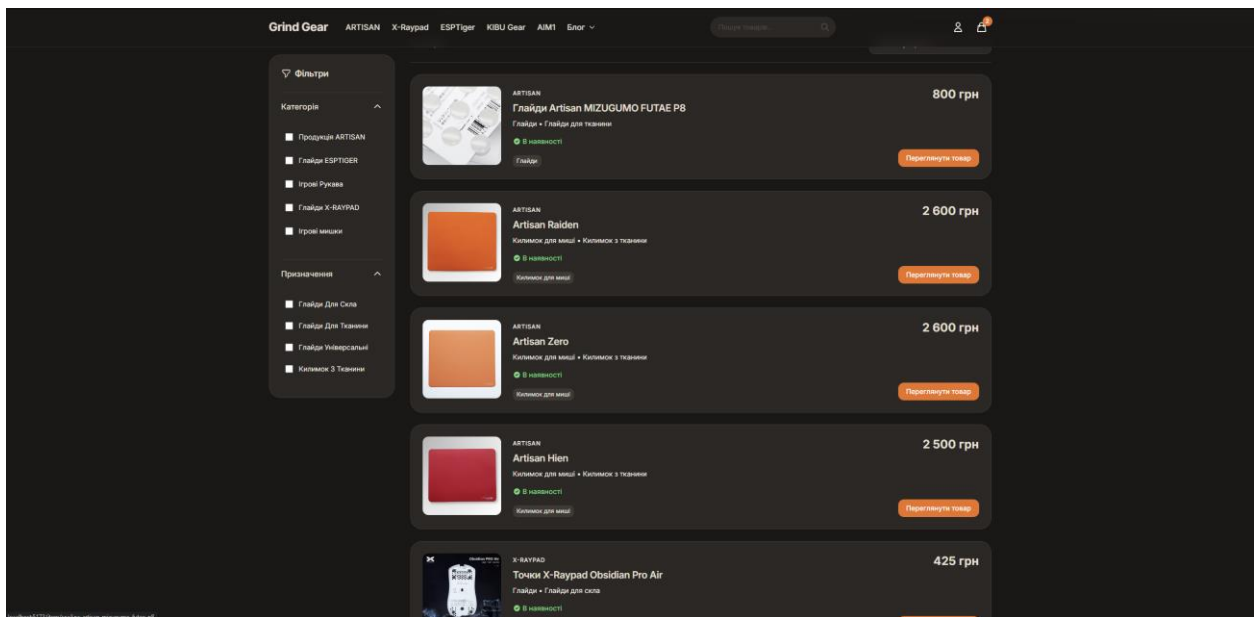 Grind Gear ARTISAN X-Raypad ESPTiger KIBU Gear AIM1 Блог
Пошук товарів...
Фільтри
Категорія
Продукція ARTISAN
Глайди ESPTIGER
Ігрові Рукава
Глайди X-RAYPAD
Ігрові мишки
Призначення
Глайди Для Скла
Глайди Для Тканини
Глайди Універсальні
Килимок З Тканини
ARTISAN
Глайди Artisan MIZUGUMO FUTAE P8
Глайди • Глайди для тканини
В наявності
Глайди
800 грн
Переглянути товар
ARTISAN
Artisan Raiden
Килимок для миші • Килимок з тканини
В наявності
Килимок для миші
2 600 грн
Переглянути товар
ARTISAN
Artisan Zero
Килимок для миші • Килимок з тканини
В наявності
Килимок для миші
2 600 грн
Переглянути товар
ARTISAN
Artisan Hien
Килимок для миші • Килимок з тканини
В наявності
Килимок для миші
2 500 грн
Переглянути товар
X-RAYPAD
Точки X-Raypad Obsidian Pro Air
Глайди • Глайди для скла
В наявності
425 грн